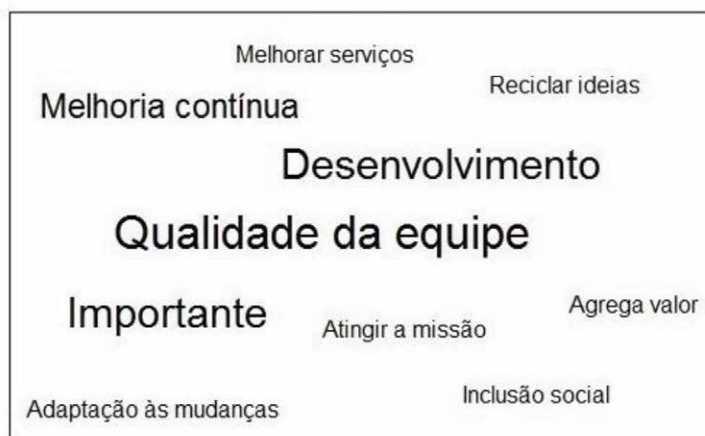 Melhorar serviços
Reciclar ideias
Melhoria contínua
Desenvolvimento
Qualidade da equipe
Importante
Agrega valor
Atingir a missão
Inclusão social
Adaptação às mudanças